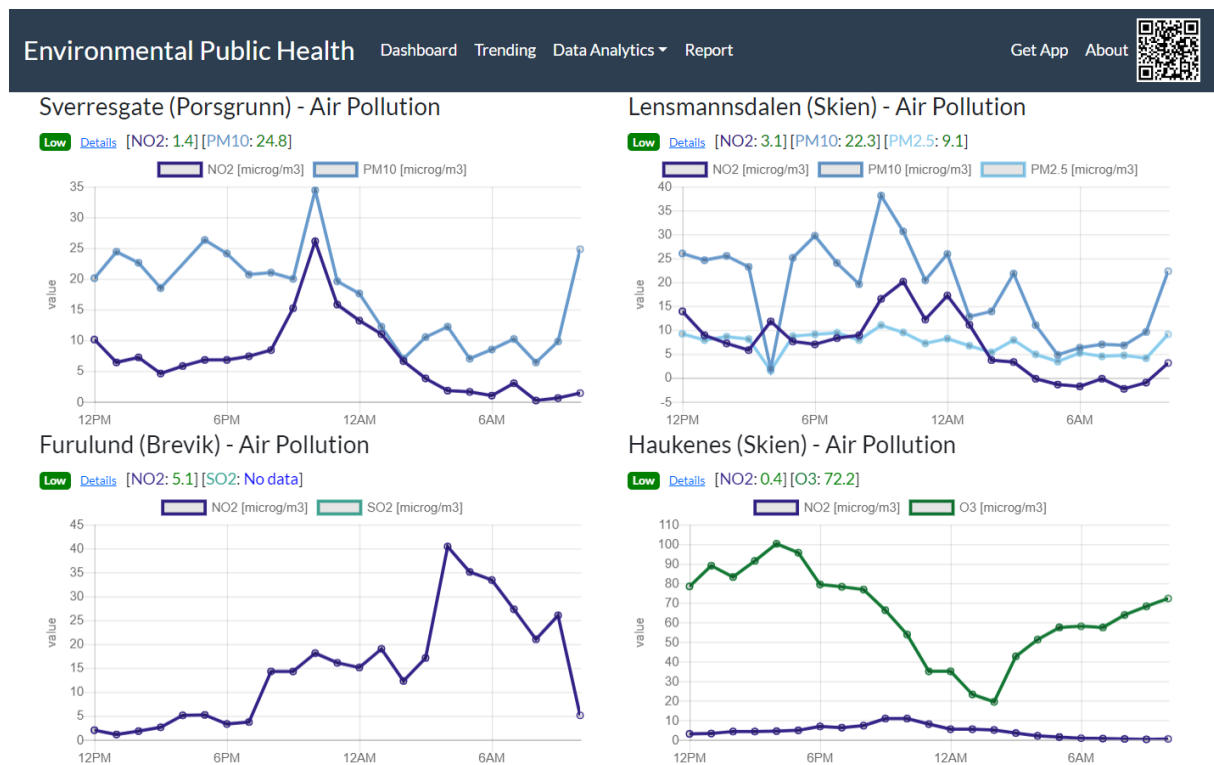 Environmental Public Health Dashboard Trending Data Analytics Report Get App About
Sverresgate (Porsgrunn) - Air Pollution
Low Details [NO2: 1.4] [PM10: 24.8]
NO2 [microg/m3] PM10 [microg/m3]
35
30
25
20
15
10
5
0
value
12PM 6PM 12AM 6AM
Lensmannsdalen (Skien) - Air Pollution
Low Details [NO2: 3.1] [PM10: 22.3] [PM2.5: 9.1]
NO2 [microg/m3] PM10 [microg/m3] PM2.5 [microg/m3]
40
35
30
25
20
15
10
5
0
-5
value
12PM 6PM 12AM 6AM
Furulund (Brevik) - Air Pollution
Low Details [NO2: 5.1] [SO2: No data]
NO2 [microg/m3] SO2 [microg/m3]
45
40
35
30
25
20
15
10
5
0
value
12PM 6PM 12AM 6AM
Haukenes (Skien) - Air Pollution
Low Details [NO2: 0.4] [O3: 72.2]
NO2 [microg/m3] O3 [microg/m3]
110
100
90
80
70
60
50
40
30
20
10
0
value
12PM 6PM 12AM 6AM